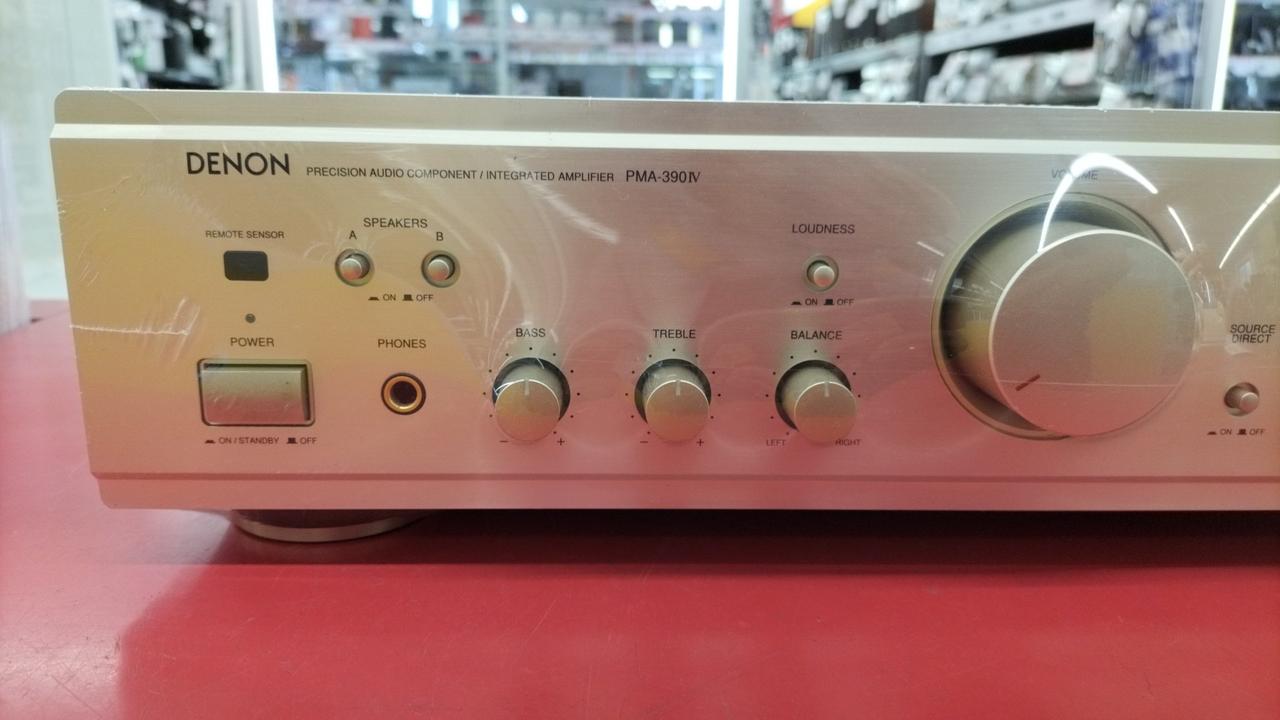 DENON PRECISION AUDIO COMPONENT / INTEGRATED AMPLIFIER PMA-390IV
VOLUME
SPEAKERS
A B
REMOTE SENSOR
LOUDNESS
ON OFF
ON OFF
POWER
PHONES
BASS
TREBLE
BALANCE
SOURCE
DIRECT
ON / STANDBY OFF
− +
− +
LEFT RIGHT
ON OFF